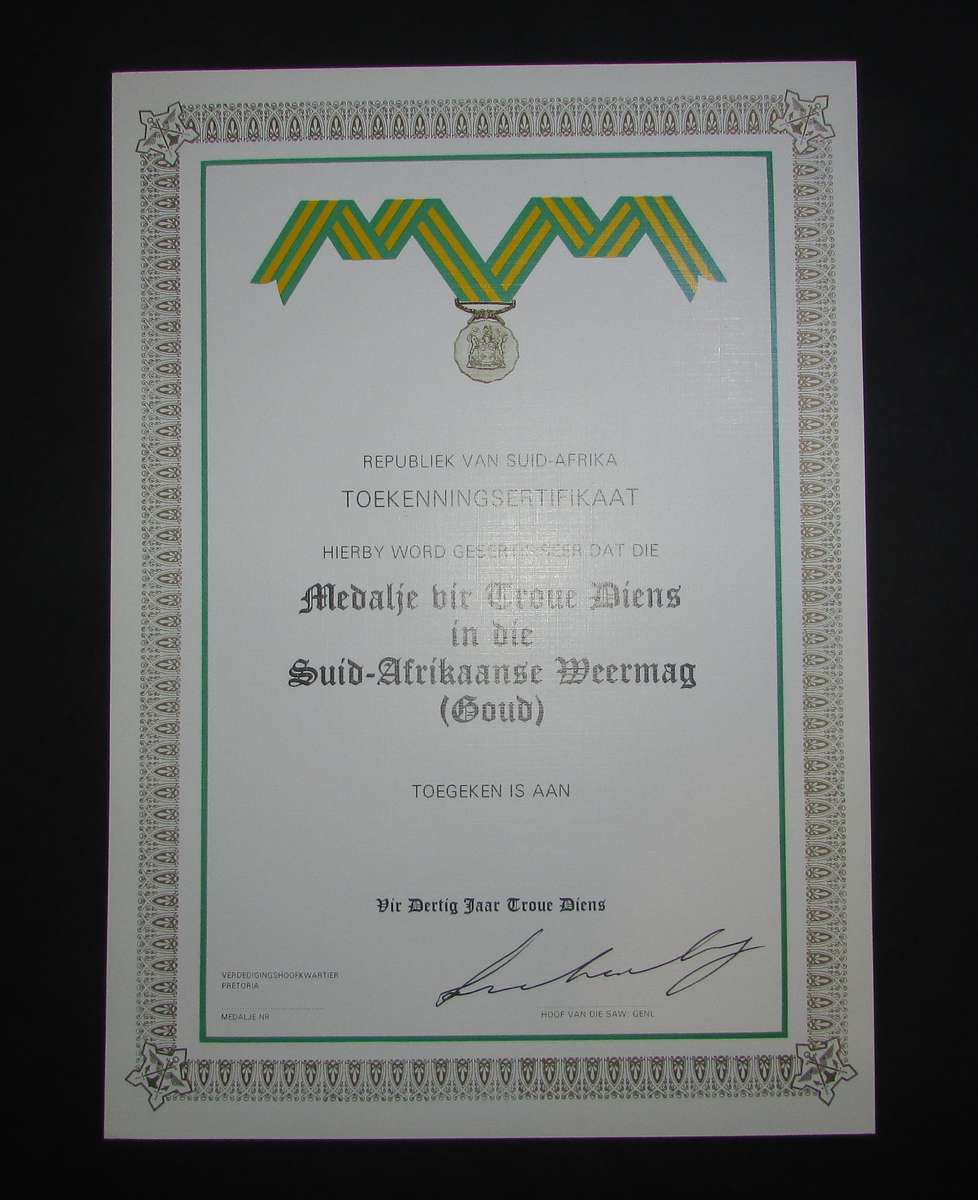 REPUBLIEK VAN SUID-AFRIKA
TOEKENNINGSERTIFIKAAT
HIERBY WORD GESERTIFISEER DAT DIE
Medalje vir Troue Diens
in die
Suid-Afrikaanse Weermag
(Goud)
TOEGEKEN IS AAN
Vir Dertig Jaar Troue Diens
VERDEDIGINGSHOOFKWARTIER
PRETORIA
MEDALJE NR
HOOF VAN DIE SAW: GENL